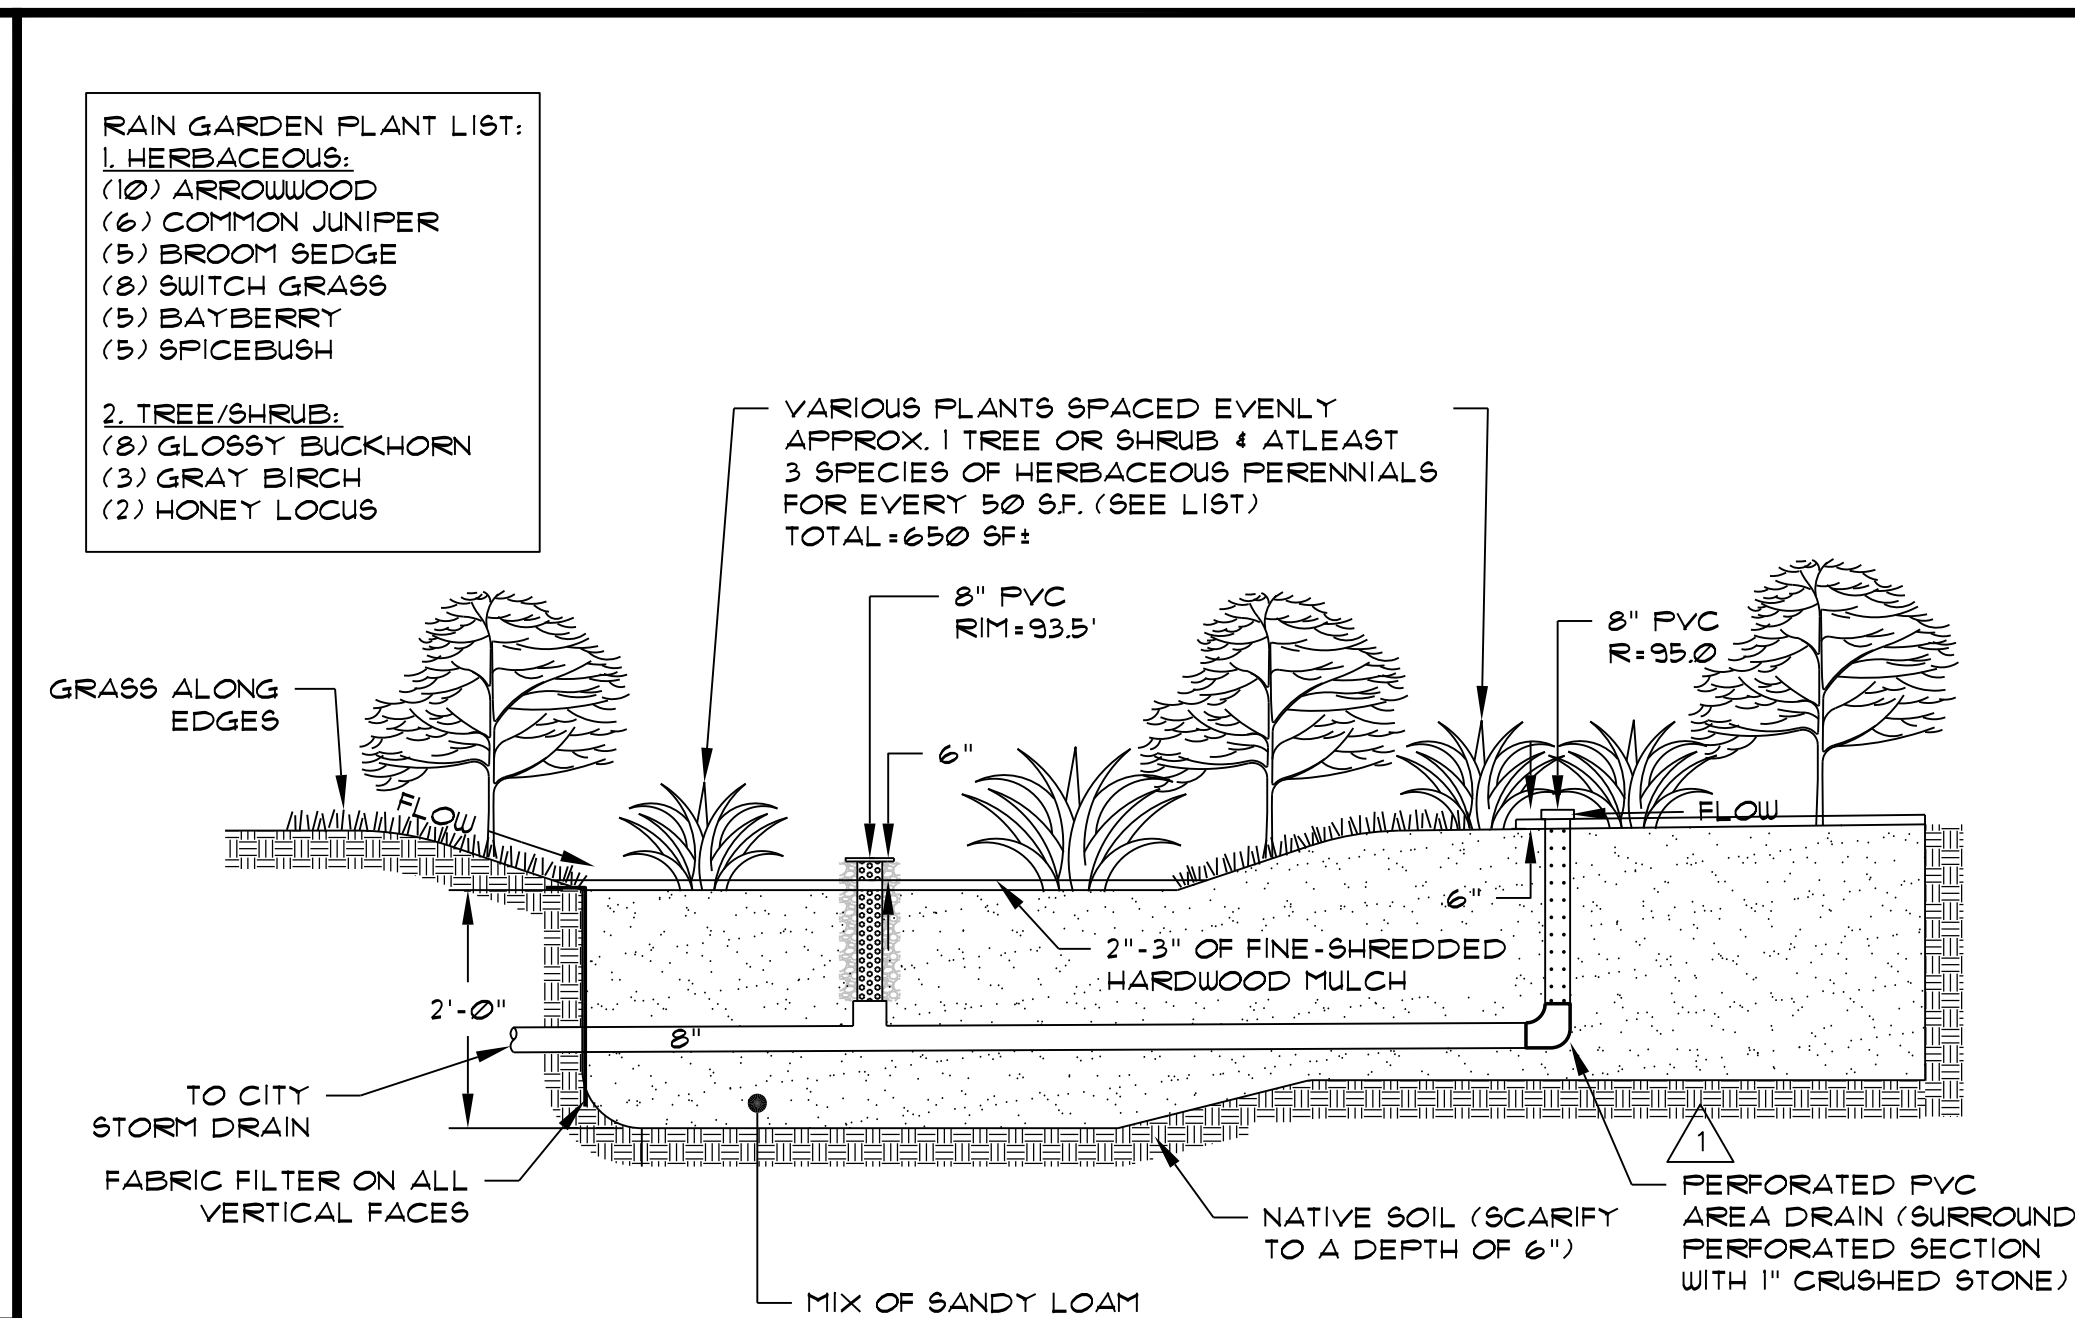 RAIN GARDEN PLANT LIST:
1. HERBACEOUS:
(10) ARROWWOOD
(6) COMMON JUNIPER
(5) BROOM SEDGE
(8) SWITCH GRASS
(5) BAYBERRY
(5) SPICEBUSH
2. TREE/SHRUB:
(8) GLOSSY BUCKHORN
(3) GRAY BIRCH
(2) HONEY LOCUS
VARIOUS PLANTS SPACED EVENLY
APPROX. 1 TREE OR SHRUB & ATLEAST
3 SPECIES OF HERBACEOUS PERENNIALS
FOR EVERY 50 S.F. (SEE LIST)
TOTAL=650 SF±
8" PVC
RIM=93.5'
8" PVC
R=95.0
GRASS ALONG
EDGES
6"
FLOW
FLOW
6"
2"-3" OF FINE-SHREDDED
HARDWOOD MULCH
2'-0"
8"
TO CITY
STORM DRAIN
FABRIC FILTER ON ALL
VERTICAL FACES
1
PERFORATED PVC
AREA DRAIN (SURROUND
PERFORATED SECTION
WITH 1" CRUSHED STONE)
NATIVE SOIL (SCARIFY
TO A DEPTH OF 6")
MIX OF SANDY LOAM